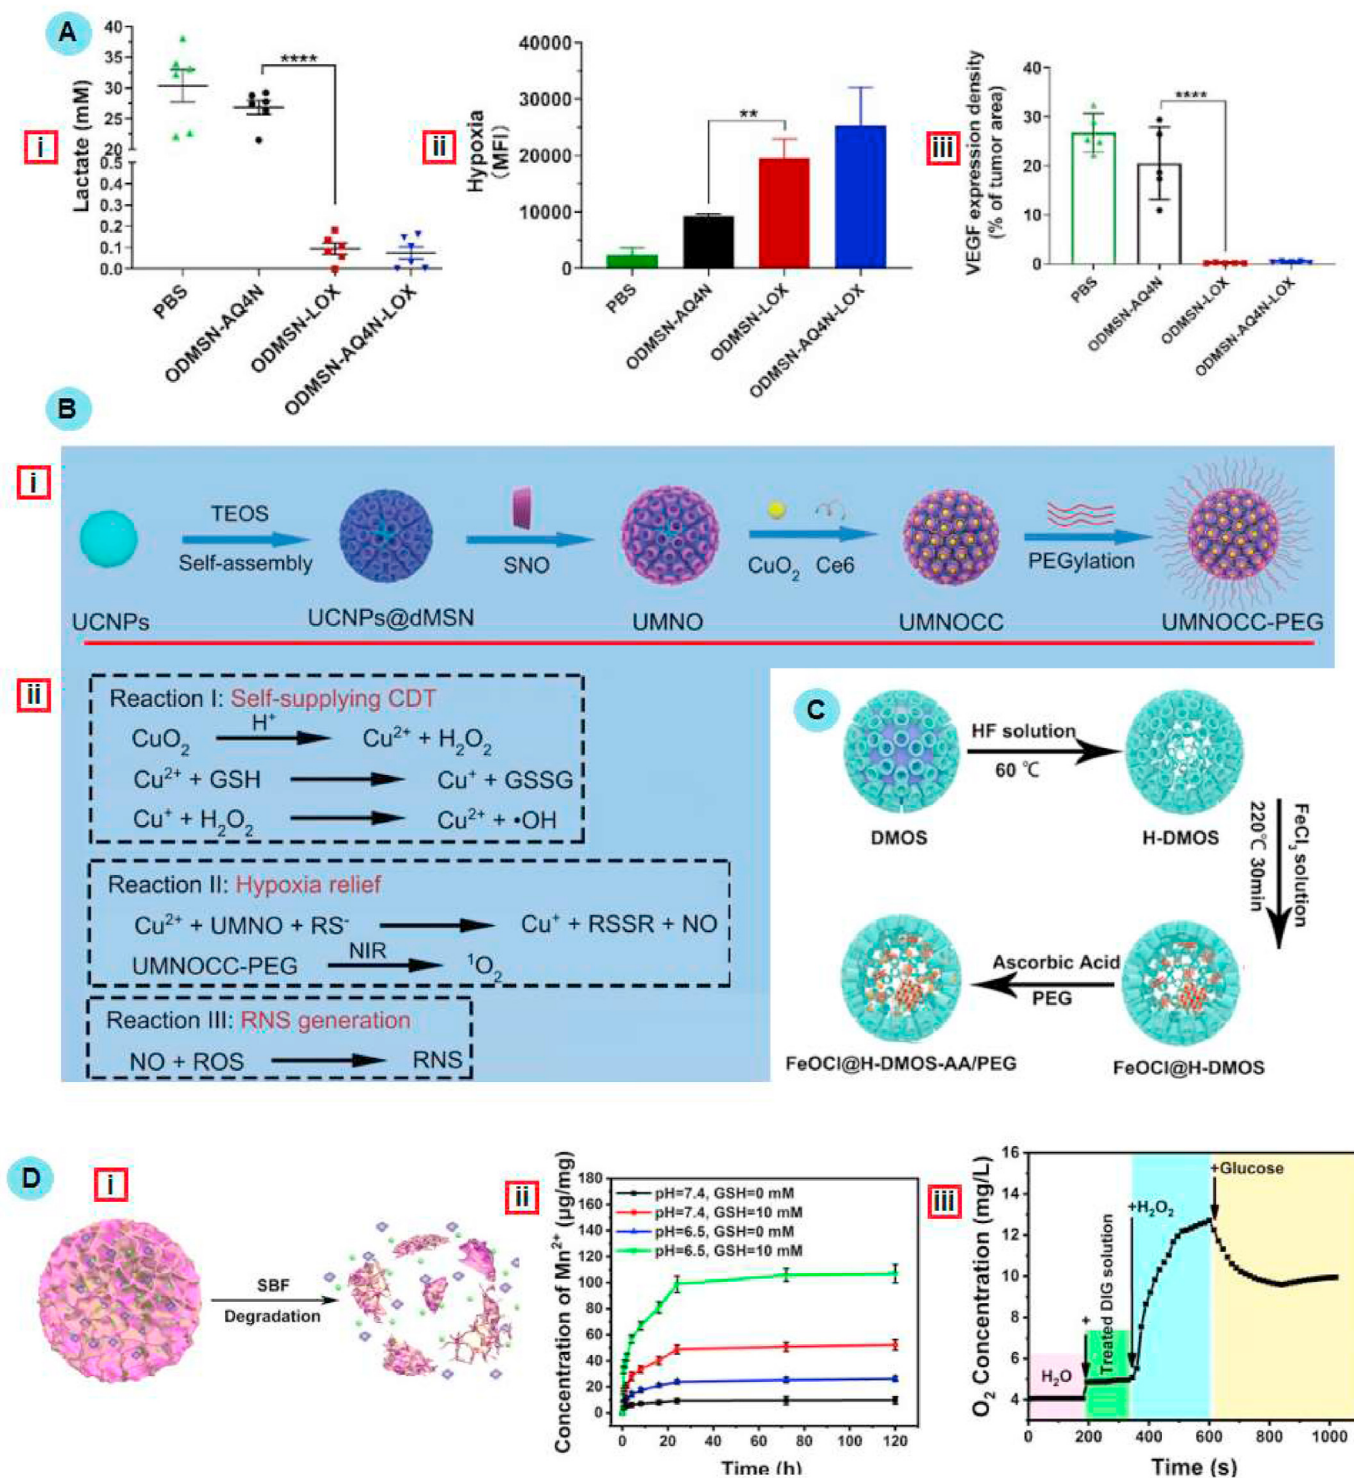 A
i
Lactate (mM)
40
35
30
25
20
0.5
0.4
0.3
0.2
0.1
0.0
****
PBS
ODMSN-AQ4N
ODMSN-LOX
ODMSN-AQ4N-LOX
ii
Hypoxia
(MFI)
40000
30000
20000
10000
0
**
PBS
ODMSN-AQ4N
ODMSN-LOX
ODMSN-AQ4N-LOX
iii
VEGF expression density
(% of tumor area)
40
30
20
10
0
****
PBS
ODMSN-AQ4N
ODMSN-LOX
ODMSN-AQ4N-LOX
B
i
TEOS
Self-assembly
SNO
CuO₂ Ce6
PEGylation
UCNPs
UCNPs@dMSN
UMNO
UMNOCC
UMNOCC-PEG
ii
Reaction I: Self-supplying CDT
CuO₂ H⁺ Cu²⁺ + H₂O₂
Cu²⁺ + GSH Cu⁺ + GSSG
Cu⁺ + H₂O₂ Cu²⁺ + •OH
Reaction II: Hypoxia relief
Cu²⁺ + UMNO + RS⁻ Cu⁺ + RSSR + NO
UMNOCC-PEG NIR ¹O₂
Reaction III: RNS generation
NO + ROS RNS
C
HF solution
60 ℃
DMOS
H-DMOS
FeCl₃ solution
220℃ 30min
Ascorbic Acid
PEG
FeOCl@H-DMOS-AA/PEG
FeOCl@H-DMOS
D
i
SBF
Degradation
ii
Concentration of Mn²⁺ (μg/mg)
180
160
140
120
100
80
60
40
20
0
pH=7.4, GSH=0 mM
pH=7.4, GSH=10 mM
pH=6.5, GSH=0 mM
pH=6.5, GSH=10 mM
0 20 40 60 80 100 120
Time (h)
iii
O₂ Concentration (mg/L)
16
14
12
10
8
6
4
H₂O
+
Treated DIG solution
+H₂O₂
+Glucose
0 200 400 600 800 1000
Time (s)